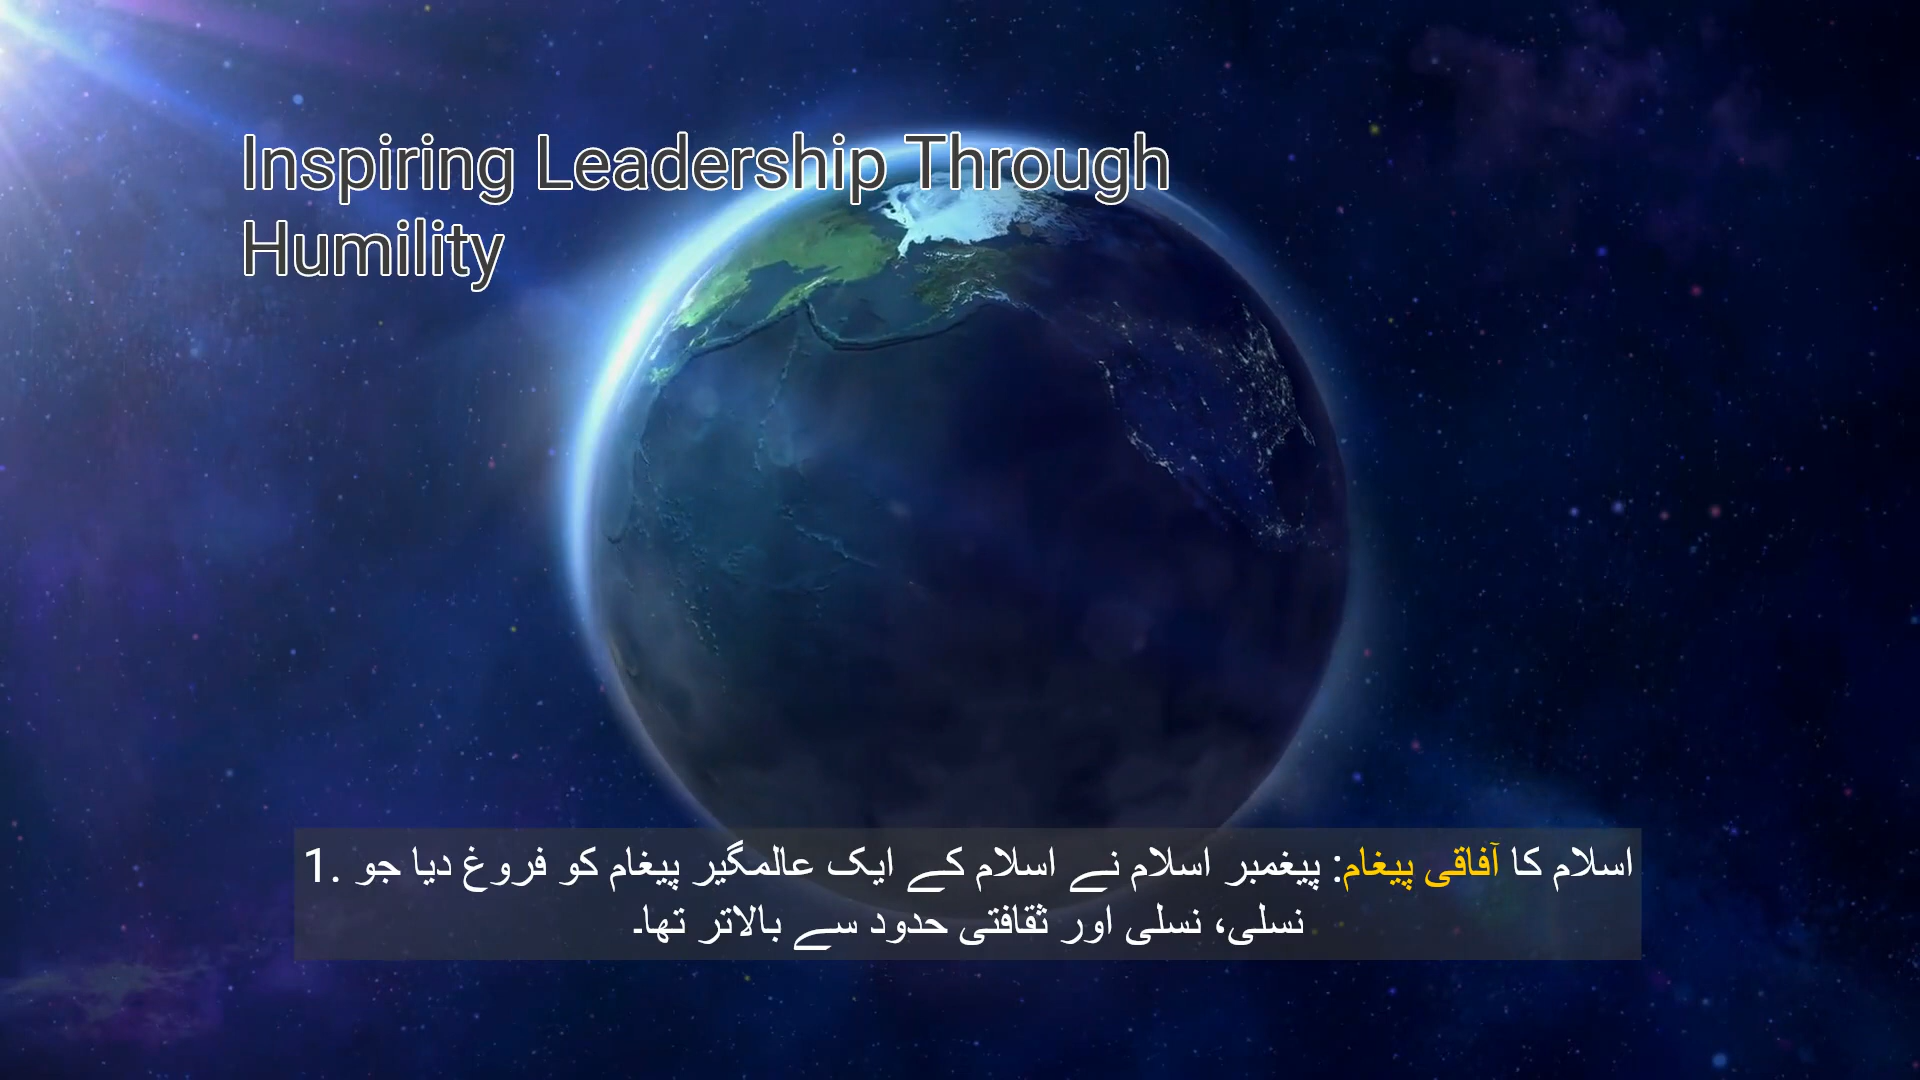 Inspiring Leadership Through
Humility
1. اسلام کا آفاقی پیغام: پیغمبر اسلام نے اسلام کے ایک عالمگیر پیغام کو فروغ دیا جو
نسلی، نسلی اور ثقافتی حدود سے بالاتر تھا۔